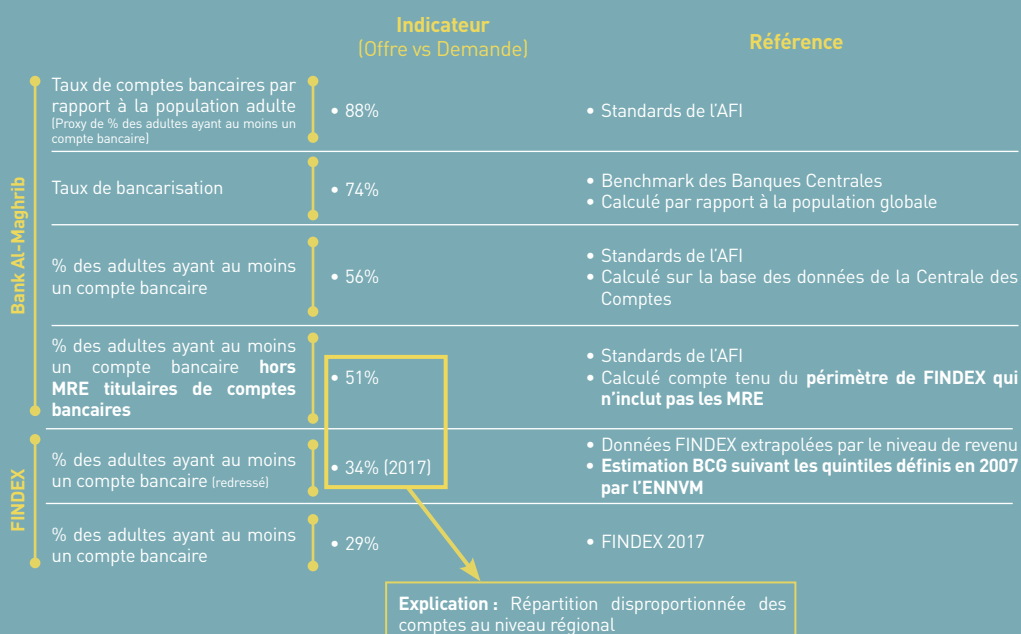 Indicateur
(Offre vs Demande)
Référence
Bank Al-Maghrib
Taux de comptes bancaires par
rapport à la population adulte
(Proxy de % des adultes ayant au moins un
compte bancaire)
• 88%
• Standards de l’AFI
Taux de bancarisation
• 74%
• Benchmark des Banques Centrales
• Calculé par rapport à la population globale
% des adultes ayant au moins
un compte bancaire
• 56%
• Standards de l’AFI
• Calculé sur la base des données de la Centrale des
Comptes
% des adultes ayant au moins
un compte bancaire hors
MRE titulaires de comptes
bancaires
• 51%
• Standards de l’AFI
• Calculé compte tenu du périmètre de FINDEX qui
n’inclut pas les MRE
FINDEX
% des adultes ayant au moins
un compte bancaire (redressé)
• 34% (2017)
• Données FINDEX extrapolées par le niveau de revenu
• Estimation BCG suivant les quintiles définis en 2007
par l’ENNVM
% des adultes ayant au moins
un compte bancaire
• 29%
• FINDEX 2017
Explication : Répartition disproportionnée des
comptes au niveau régional